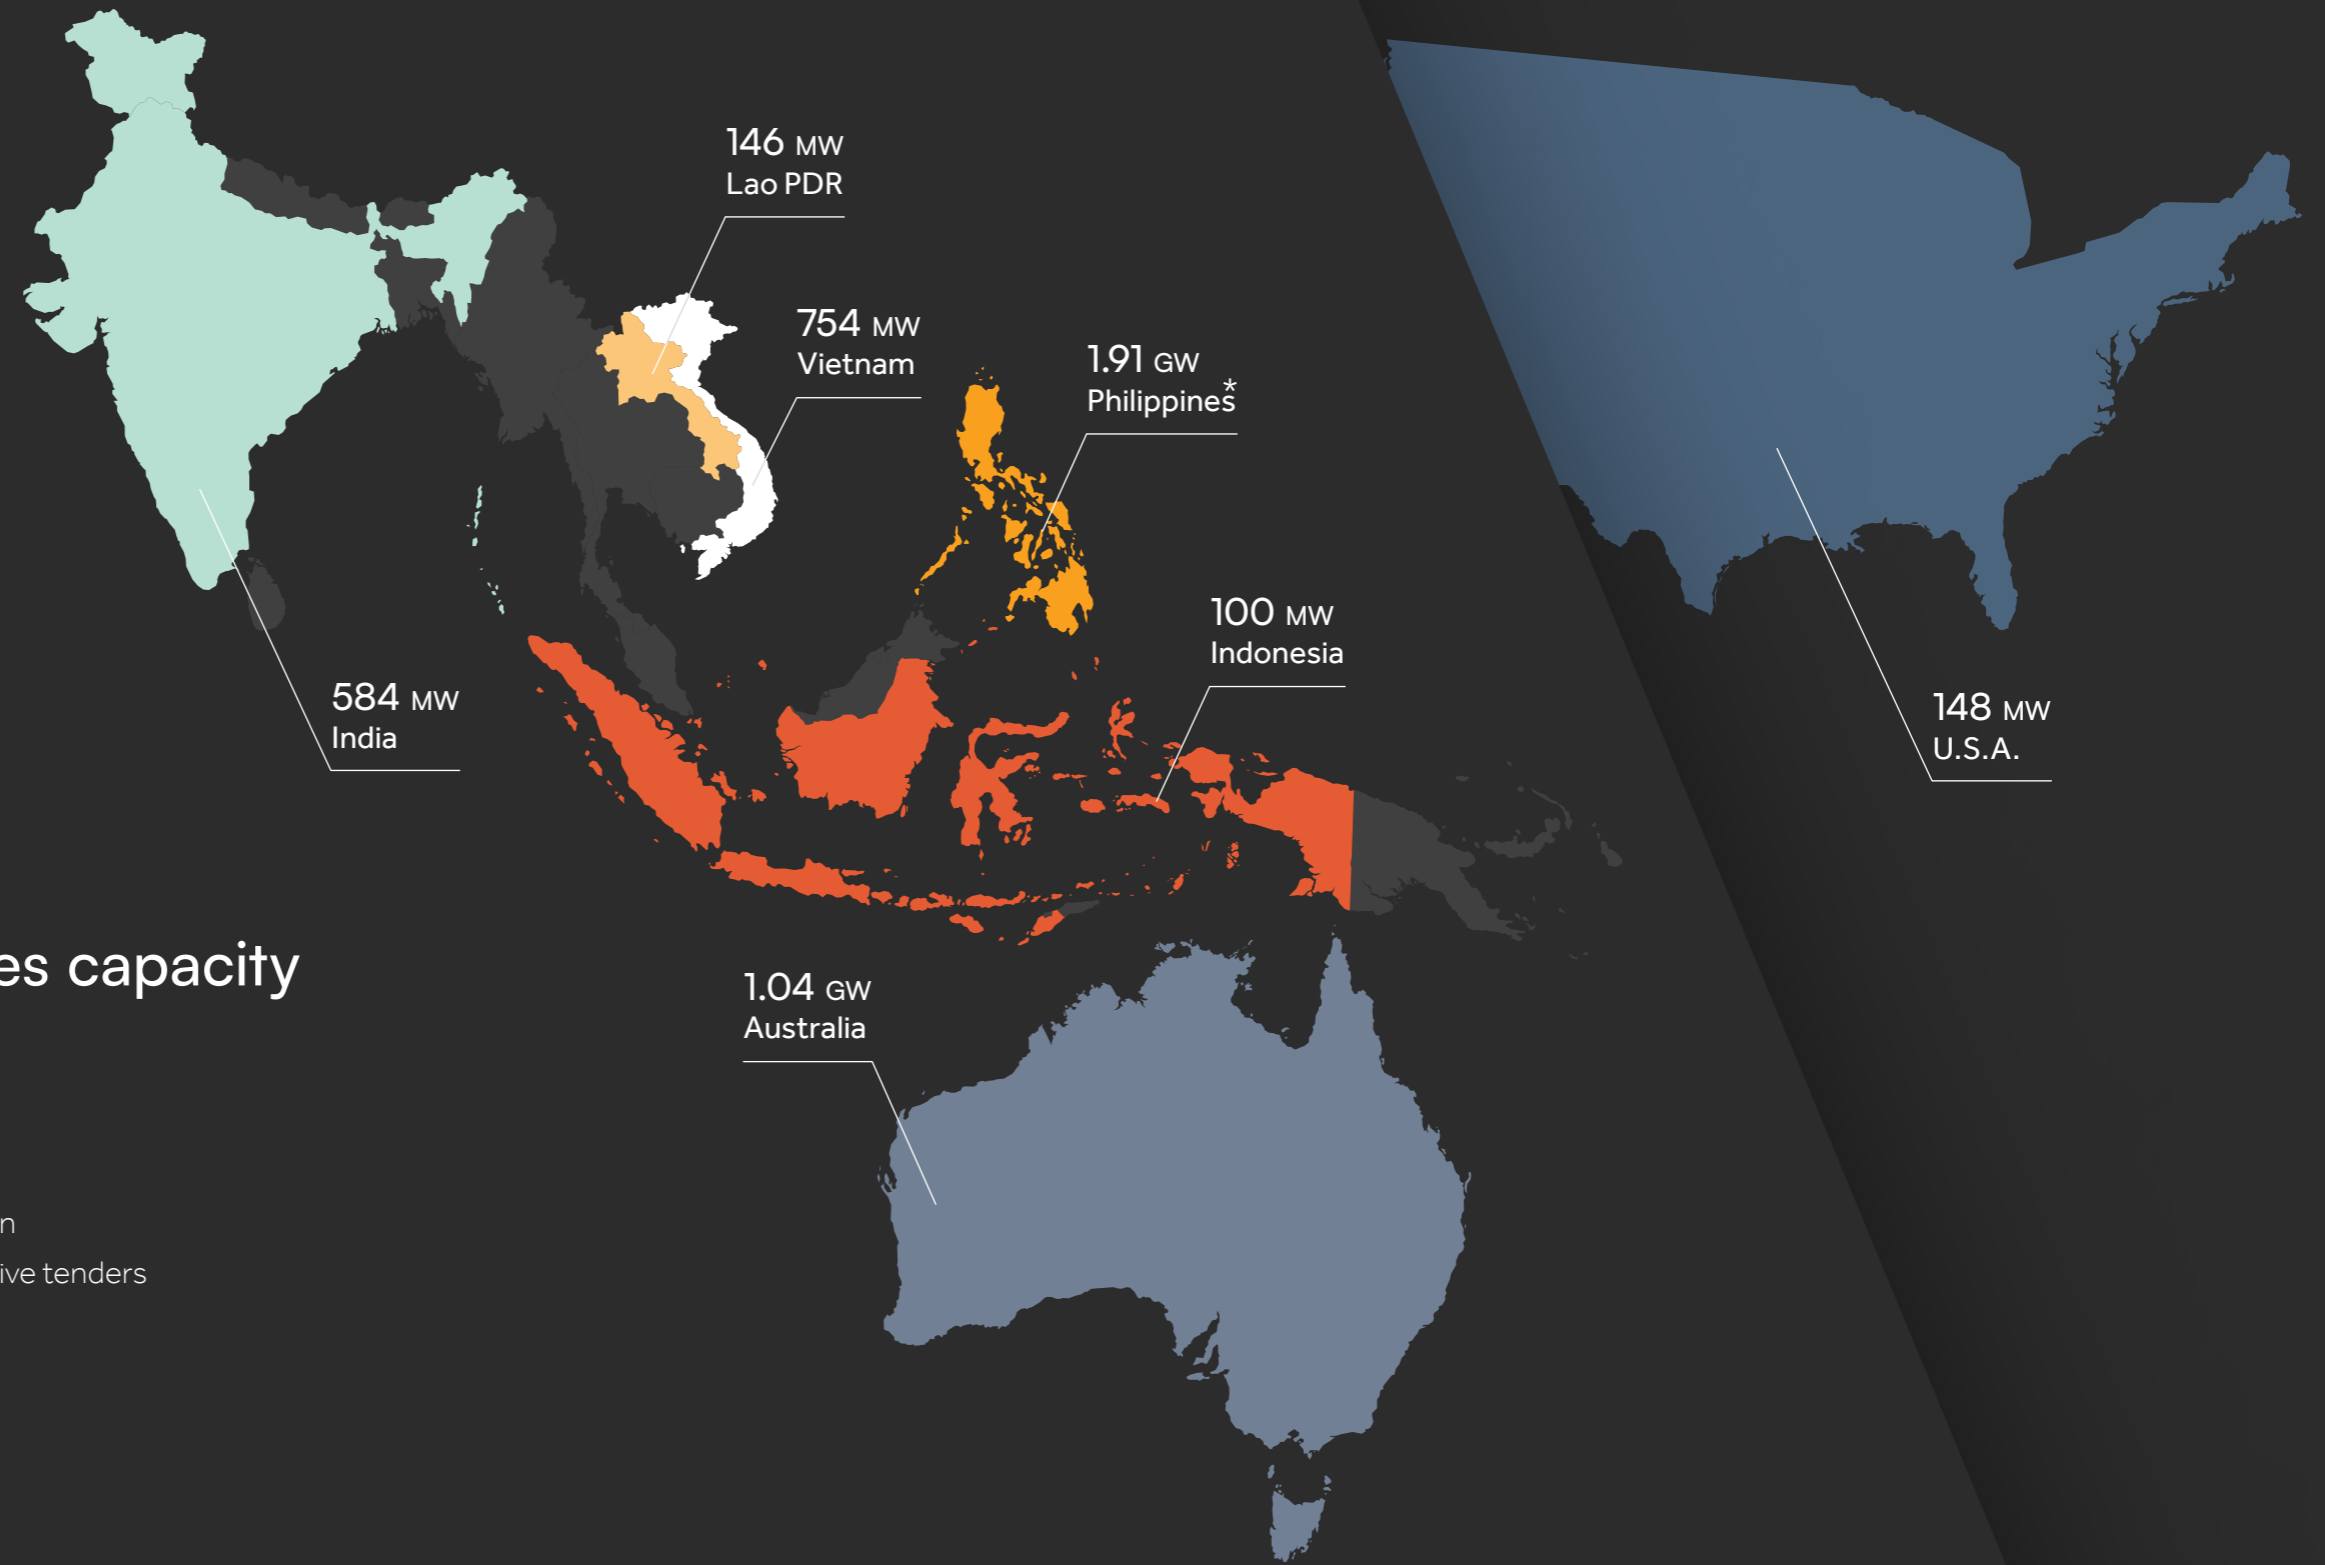 146 MW
Lao PDR
754 MW
Vietnam
1.91 GW
Philippines*
100 MW
Indonesia
584 MW
India
148 MW
U.S.A.
es capacity
1.04 GW
Australia
n
ive tenders